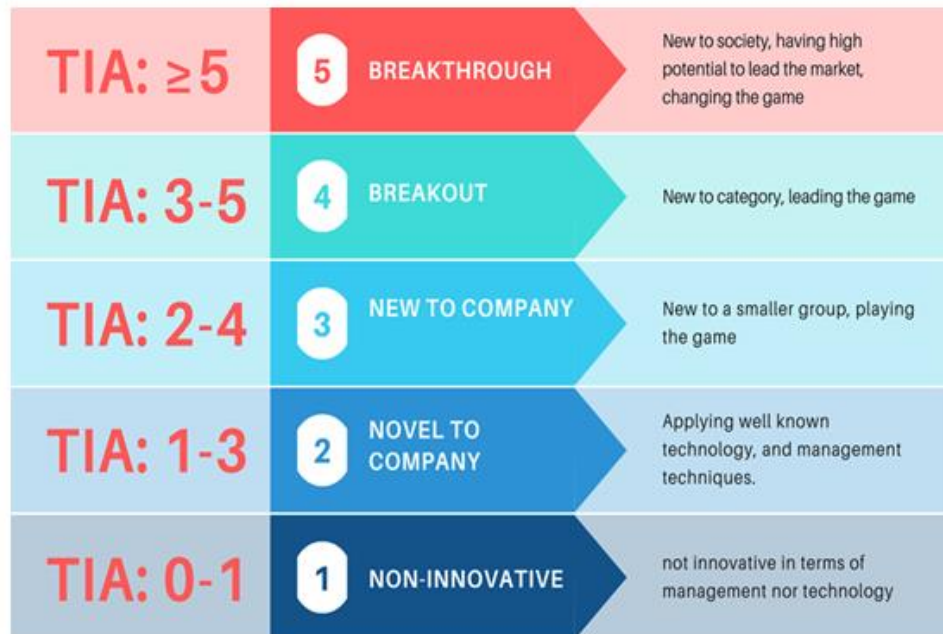 TIA: ≥ 5
5
BREAKTHROUGH
New to society, having high
potential to lead the market,
changing the game
TIA: 3-5
4
BREAKOUT
New to category, leading the game
TIA: 2-4
3
NEW TO COMPANY
New to a smaller group, playing
the game
TIA: 1-3
2
NOVEL TO
COMPANY
Applying well known
technology, and management
techniques.
TIA: 0-1
1
NON-INNOVATIVE
not innovative in terms of
management nor technology